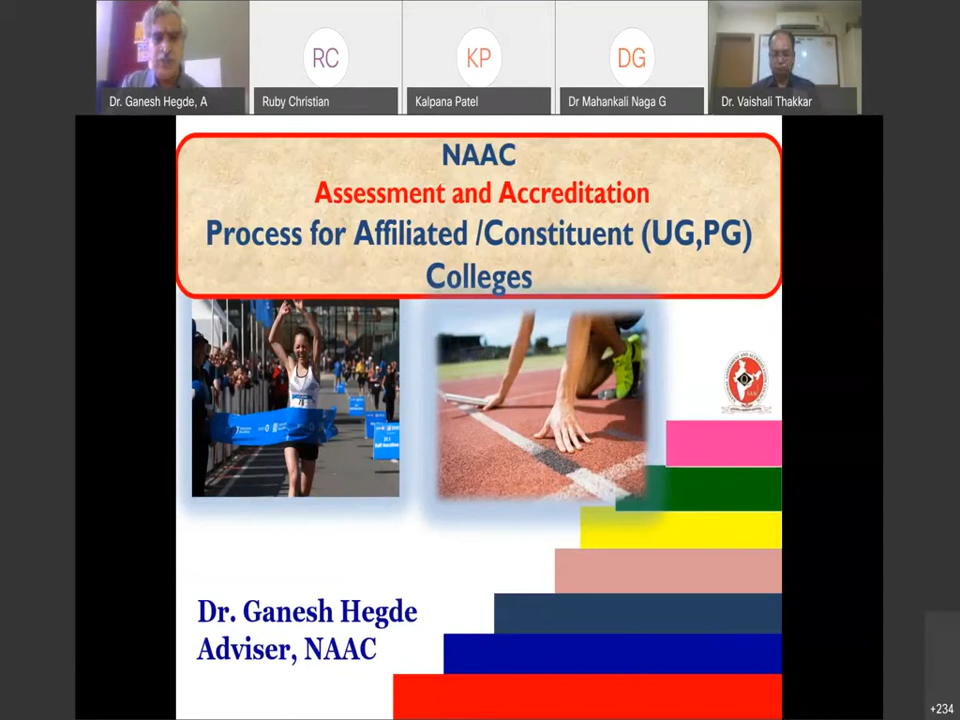 RC
KP
DG
Dr. Ganesh Hegde, A
Ruby Christian
Kalpana Patel
Dr Mahankali Naga G
Dr. Vaishali Thakkar
NAAC
Assessment and Accreditation
Process for Affiliated /Constituent (UG,PG)
Colleges
Dr. Ganesh Hegde
Adviser, NAAC
+234